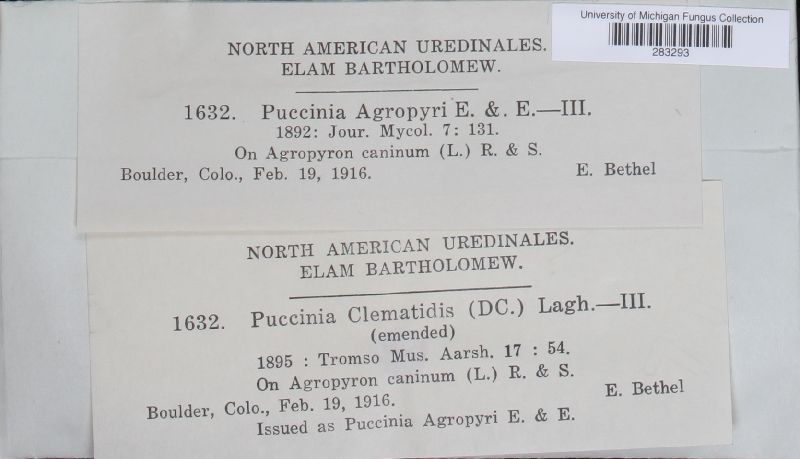 University of Michigan Fungus Collection
283293
NORTH AMERICAN UREDINALES.
ELAM BARTHOLOMEW.
1632. Puccinia Agropyri E. &. E.—III.
1892: Jour. Mycol. 7: 131.
On Agropyron caninum (L.) R. & S.
Boulder, Colo., Feb. 19, 1916. E. Bethel
NORTH AMERICAN UREDINALES.
ELAM BARTHOLOMEW.
1632. Puccinia Clematidis (DC.) Lagh.—III.
(emended)
1895 : Tromso Mus. Aarsh. 17 : 54.
On Agropyron caninum (L.) R. & S.
Boulder, Colo., Feb. 19, 1916. E. Bethel
Issued as Puccinia Agropyri E. & E.